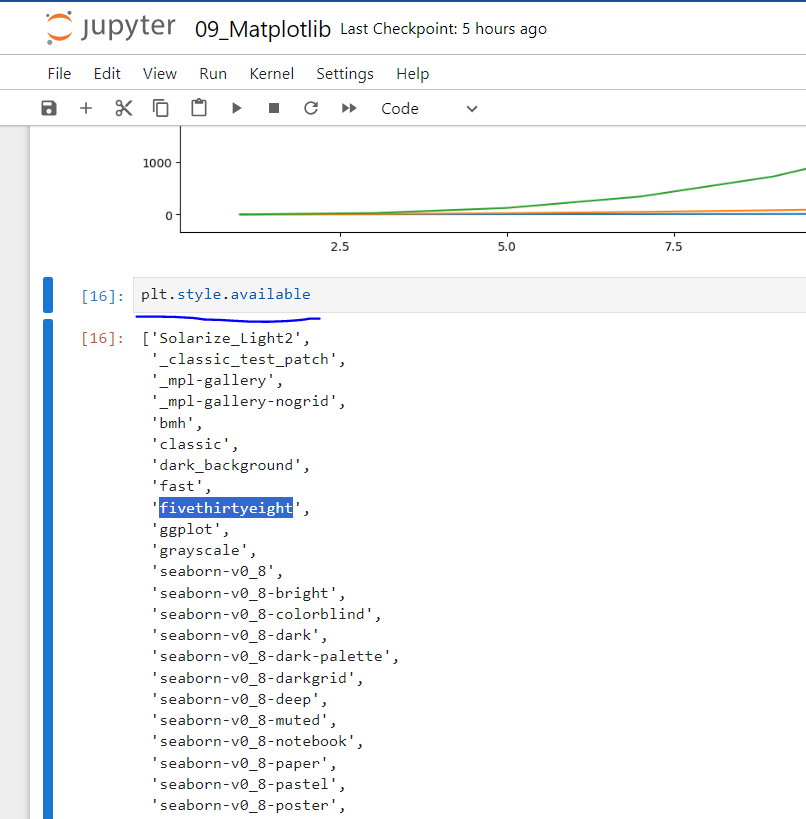 jupyter 09_Matplotlib Last Checkpoint: 5 hours ago
File Edit View Run Kernel Settings Help
Code
1000
0
2.5 5.0 7.5
[16]: plt.style.available
[16]: ['Solarize_Light2',
'_classic_test_patch',
'_mpl-gallery',
'_mpl-gallery-nogrid',
'bmh',
'classic',
'dark_background',
'fast',
'fivethirtyeight',
'ggplot',
'grayscale',
'seaborn-v0_8',
'seaborn-v0_8-bright',
'seaborn-v0_8-colorblind',
'seaborn-v0_8-dark',
'seaborn-v0_8-dark-palette',
'seaborn-v0_8-darkgrid',
'seaborn-v0_8-deep',
'seaborn-v0_8-muted',
'seaborn-v0_8-notebook',
'seaborn-v0_8-paper',
'seaborn-v0_8-pastel',
'seaborn-v0_8-poster',